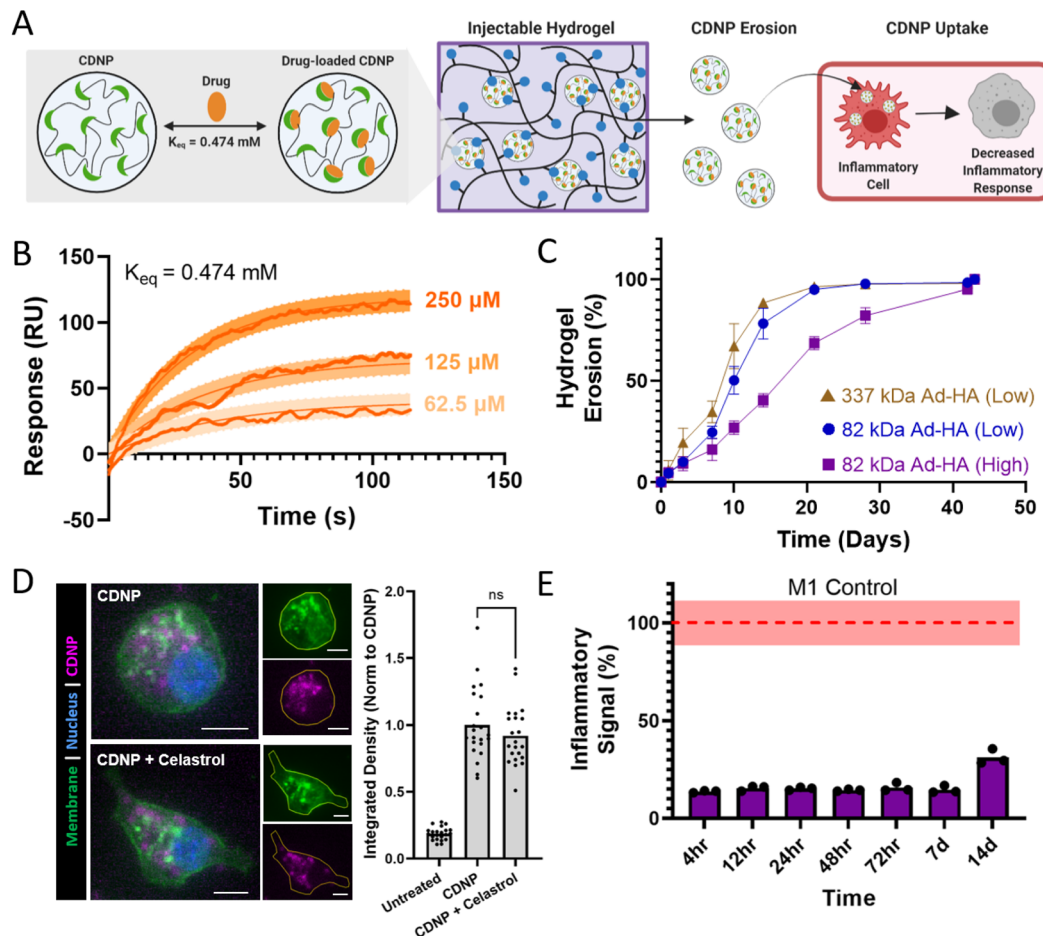 A
CDNP
Drug
Keq = 0.474 mM
Drug-loaded CDNP
Injectable Hydrogel
CDNP Erosion
CDNP Uptake
Inflammatory
Cell
Decreased
Inflammatory
Response
B
Keq = 0.474 mM
250 µM
125 µM
62.5 µM
Response (RU)
150
100
50
0
-50
0
50
100
150
Time (s)
C
Hydrogel
Erosion (%)
100
50
0
337 kDa Ad-HA (Low)
82 kDa Ad-HA (Low)
82 kDa Ad-HA (High)
0
10
20
30
40
50
Time (Days)
D
Membrane | Nucleus | CDNP
CDNP
CDNP + Celastrol
Integrated Density (Norm to CDNP)
2.0
1.5
1.0
0.5
0.0
ns
Untreated
CDNP
CDNP + Celastrol
E
M1 Control
Inflammatory
Signal (%)
100
50
0
4hr
12hr
24hr
48hr
72hr
7d
14d
Time